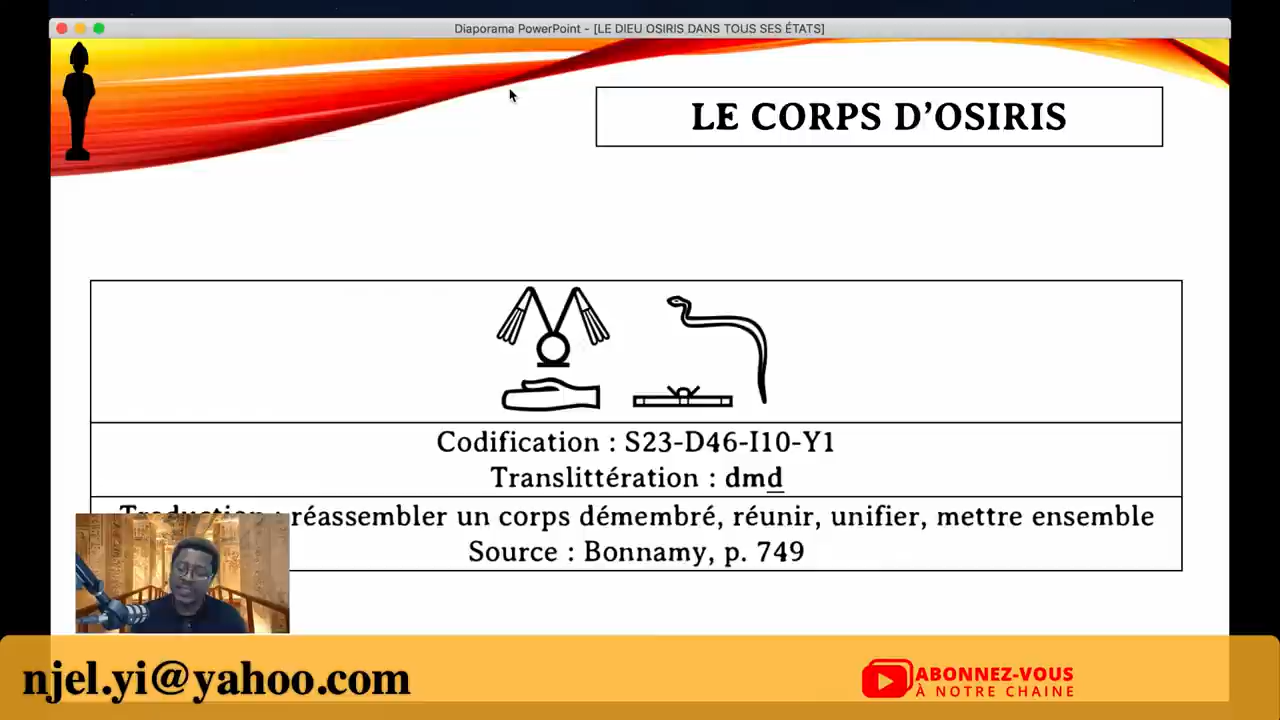 Diaporama PowerPoint - [LE DIEU OSIRIS DANS TOUS SES ÉTATS]
LE CORPS D’OSIRIS
Codification : S23-D46-I10-Y1
Translittération : dmḏ
Traduction : réassembler un corps démembré, réunir, unifier, mettre ensemble
Source : Bonnamy, p. 749
njel.yi@yahoo.com
ABONNEZ-VOUS
À NOTRE CHAINE